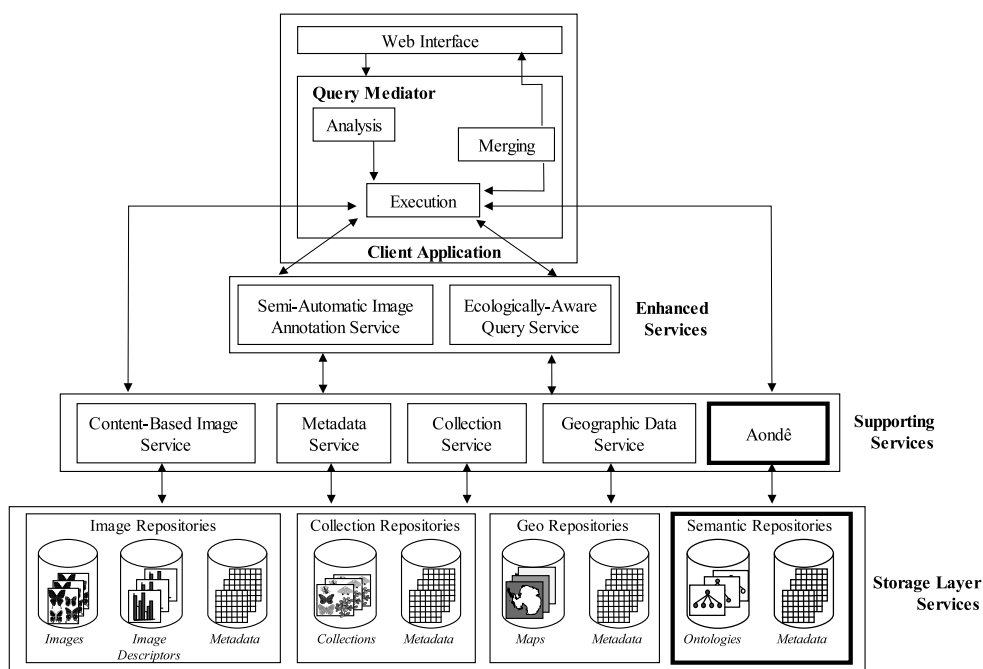 Web Interface
Query Mediator
Analysis
Merging
Execution
Client Application
Semi-Automatic Image
Annotation Service
Ecologically-Aware
Query Service
Enhanced
Services
Content-Based Image
Service
Metadata
Service
Collection
Service
Geographic Data
Service
Aondê
Supporting
Services
Image Repositories
Images
Image
Descriptors
Metadata
Collection Repositories
Collections
Metadata
Geo Repositories
Maps
Metadata
Semantic Repositories
Ontologies
Metadata
Storage Layer
Services